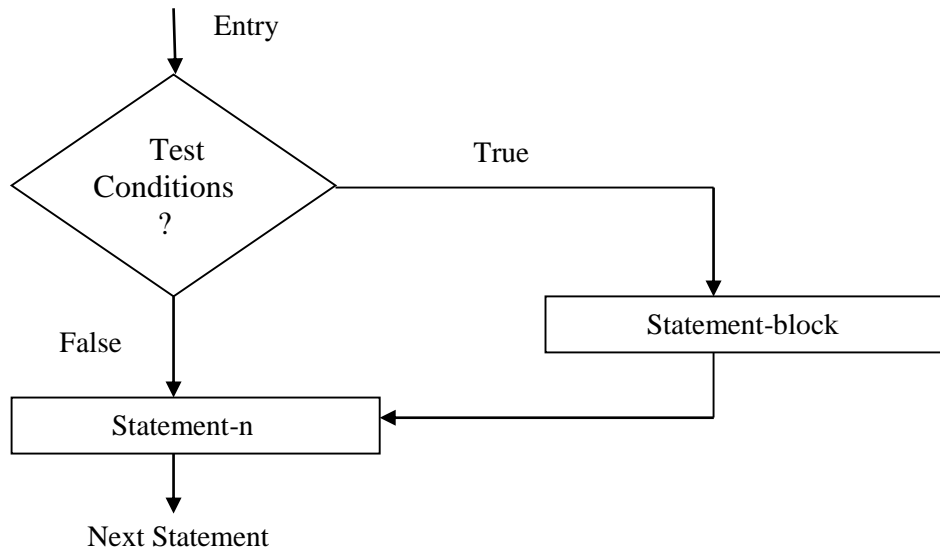 Entry
Test
Conditions
?
True
Statement-block
False
Statement-n
Next Statement